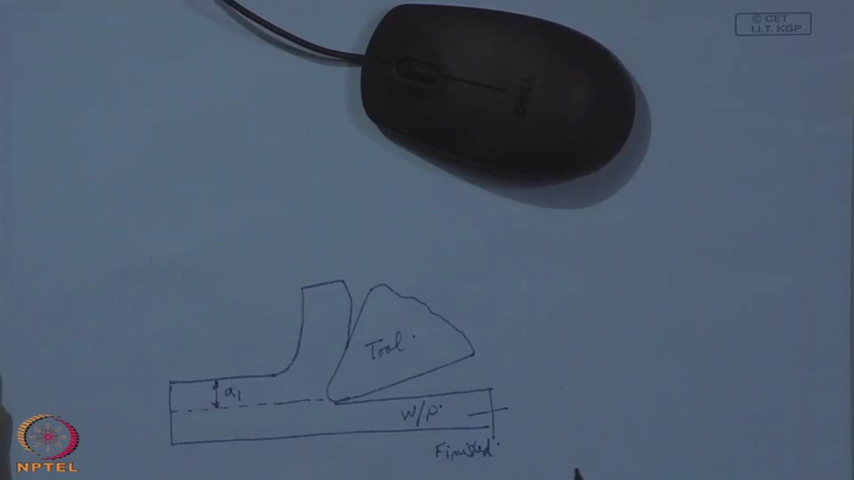 © CET
I.I.T. KGP
Tool
a1
W/P.
Finished
NPTEL